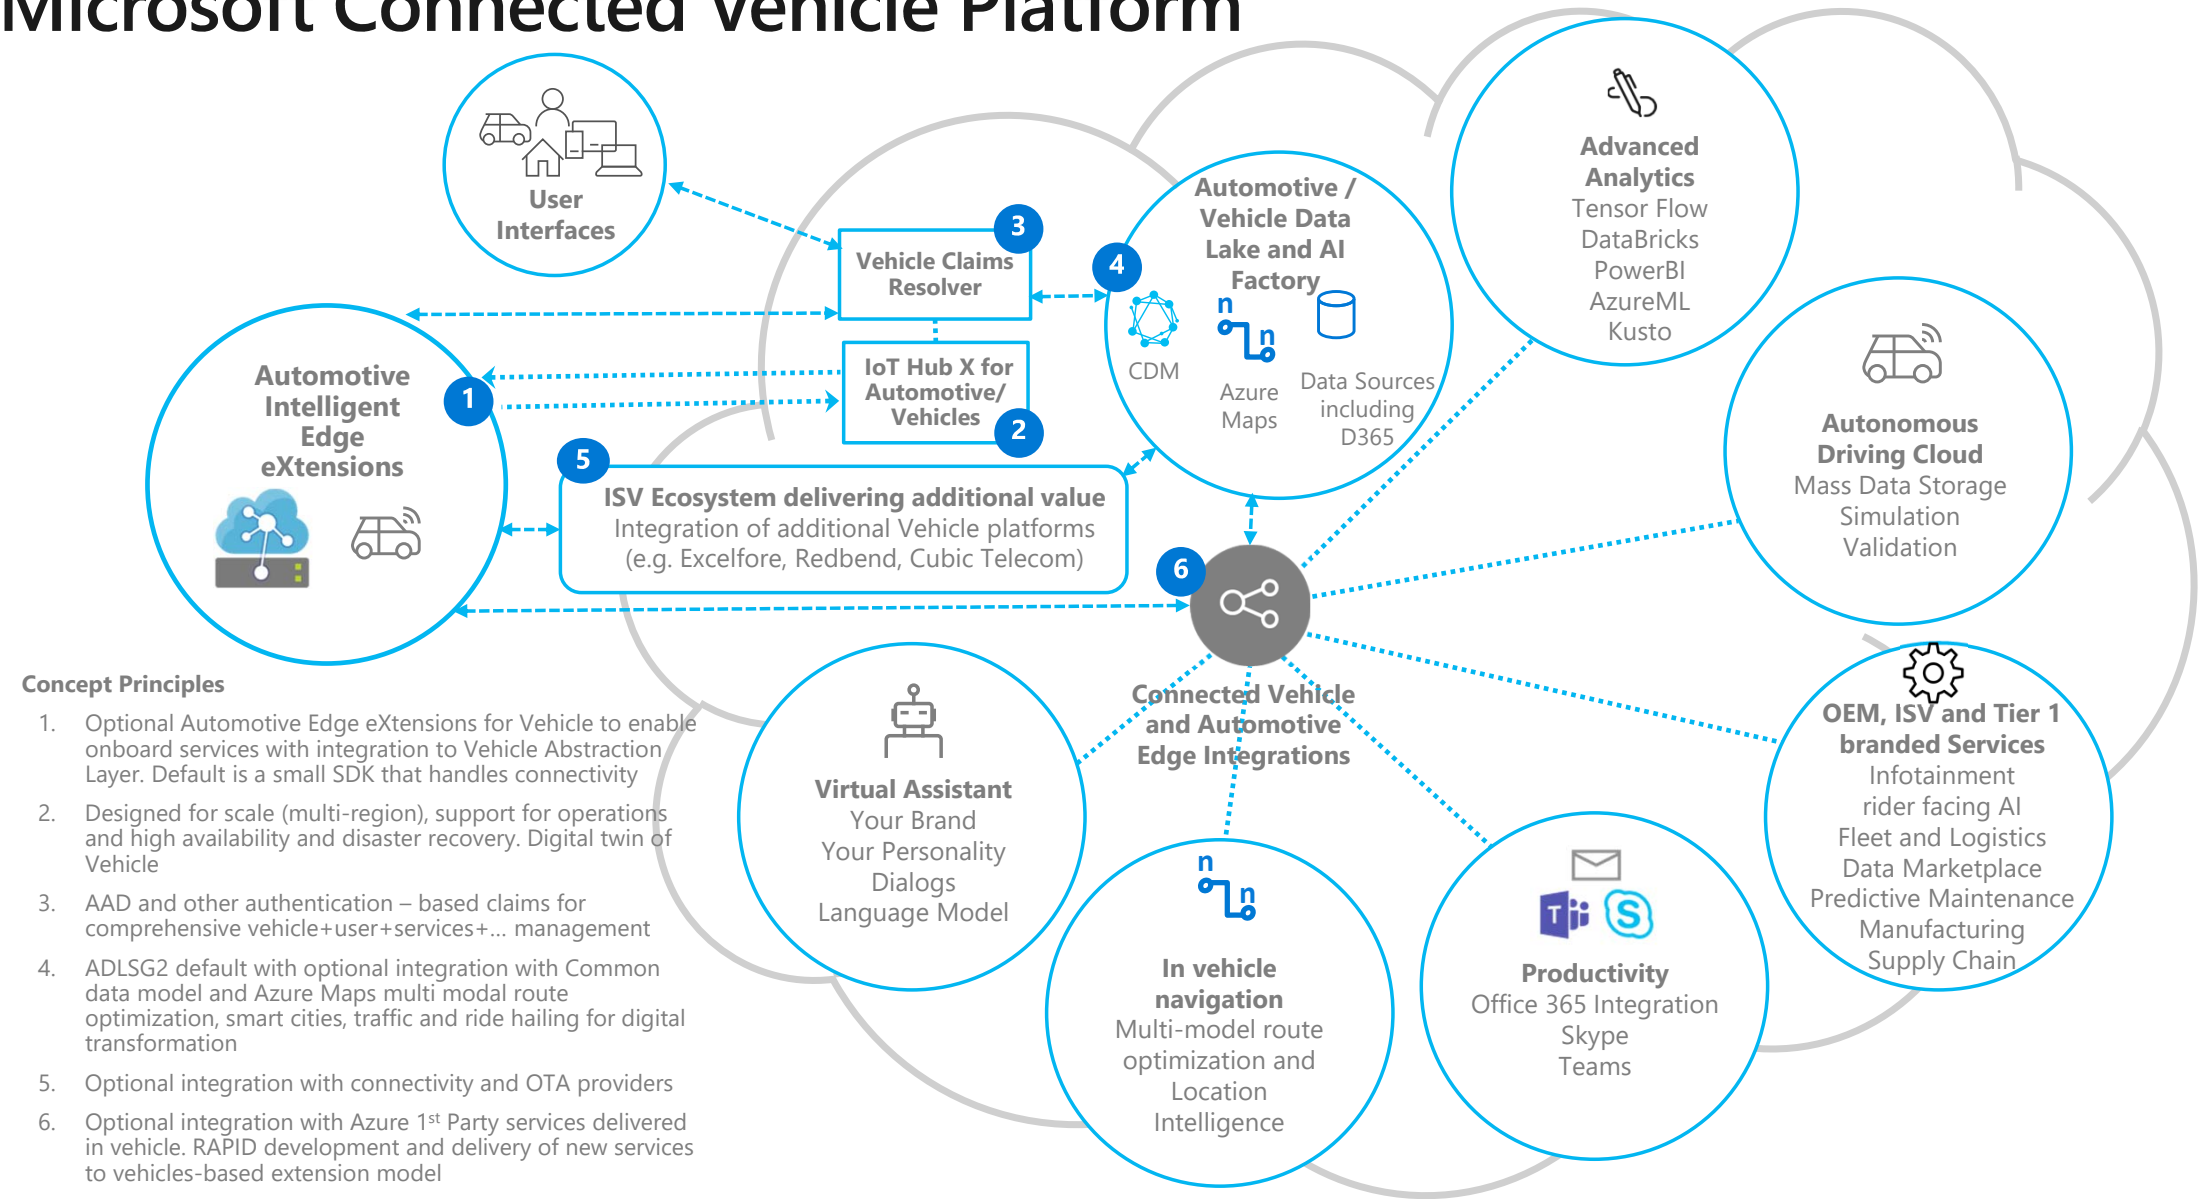 Microsoft Connected Vehicle Platform
User
Interfaces
3
Vehicle Claims
Resolver
IoT Hub X for
Automotive/
Vehicles
2
1
Automotive
Intelligent
Edge
eXtensions
4
Automotive /
Vehicle Data
Lake and AI
Factory
CDM
n
n
Azure
Maps
Data Sources
including
D365
5
ISV Ecosystem delivering additional value
Integration of additional Vehicle platforms
(e.g. Excelfore, Redbend, Cubic Telecom)
6
Connected Vehicle
and Automotive
Edge Integrations
Advanced
Analytics
Tensor Flow
DataBricks
PowerBI
AzureML
Kusto
Autonomous
Driving Cloud
Mass Data Storage
Simulation
Validation
OEM, ISV and Tier 1
branded Services
Infotainment
rider facing AI
Fleet and Logistics
Data Marketplace
Predictive Maintenance
Manufacturing
Supply Chain
Virtual Assistant
Your Brand
Your Personality
Dialogs
Language Model
n
n
In vehicle
navigation
Multi-model route
optimization and
Location
Intelligence
T
S
Productivity
Office 365 Integration
Skype
Teams
Concept Principles
1. Optional Automotive Edge eXtensions for Vehicle to enable
onboard services with integration to Vehicle Abstraction
Layer. Default is a small SDK that handles connectivity
2. Designed for scale (multi-region), support for operations
and high availability and disaster recovery. Digital twin of
Vehicle
3. AAD and other authentication – based claims for
comprehensive vehicle+user+services+... management
4. ADLSG2 default with optional integration with Common
data model and Azure Maps multi modal route
optimization, smart cities, traffic and ride hailing for digital
transformation
5. Optional integration with connectivity and OTA providers
6. Optional integration with Azure 1st Party services delivered
in vehicle. RAPID development and delivery of new services
to vehicles-based extension model